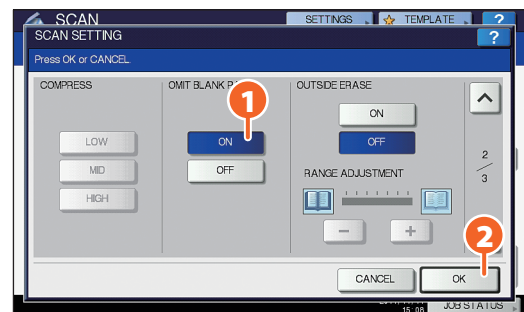 SCAN
SETTINGS
TEMPLATE
?
SCAN SETTING
?
Press OK or CANCEL
COMPRESS
OMIT BLANK
OUTSIDE ERASE
1
ON
LOW
ON
OFF
MID
OFF
RANGE ADJUSTMENT
2
3
HIGH
−
+
2
CANCEL
OK
15:08
JOB STATUS